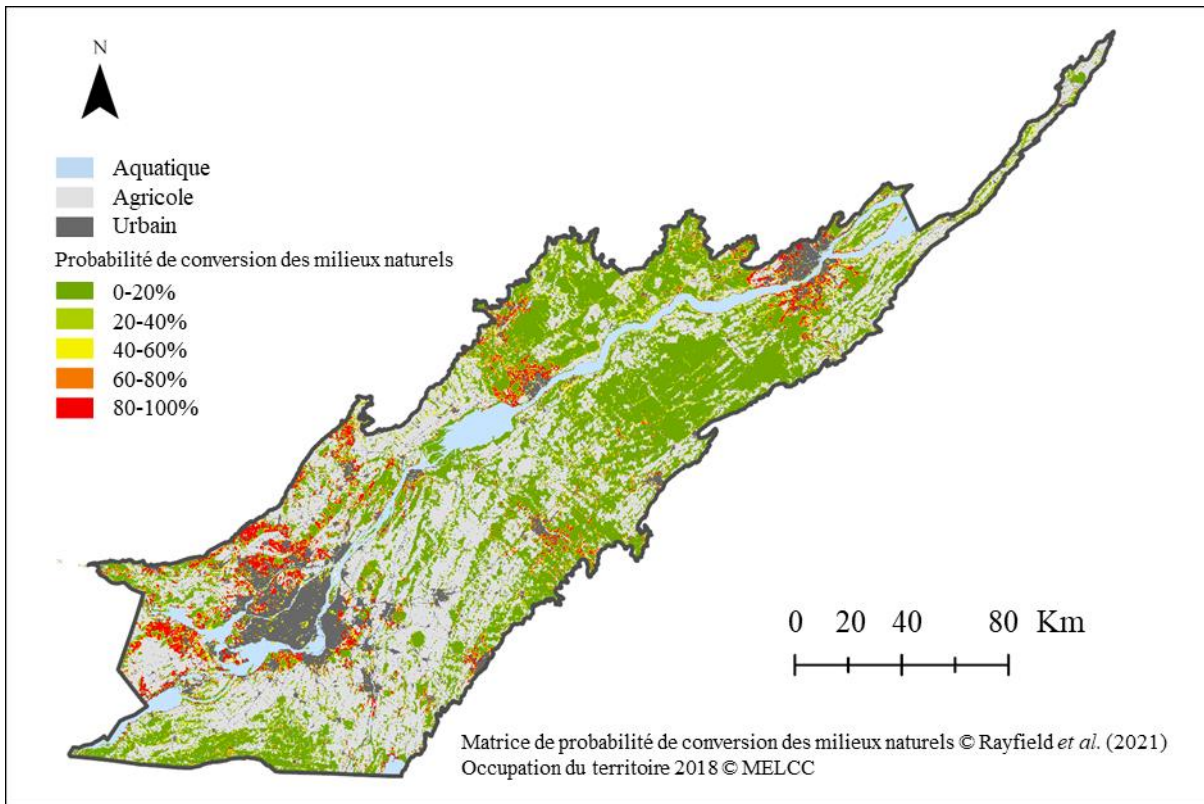 N
Aquatique
Agricole
Urbain
Probabilité de conversion des milieux naturels
0-20%
20-40%
40-60%
60-80%
80-100%
0 20 40 80 Km
Matrice de probabilité de conversion des milieux naturels © Rayfield et al. (2021)
Occupation du territoire 2018 © MELCC